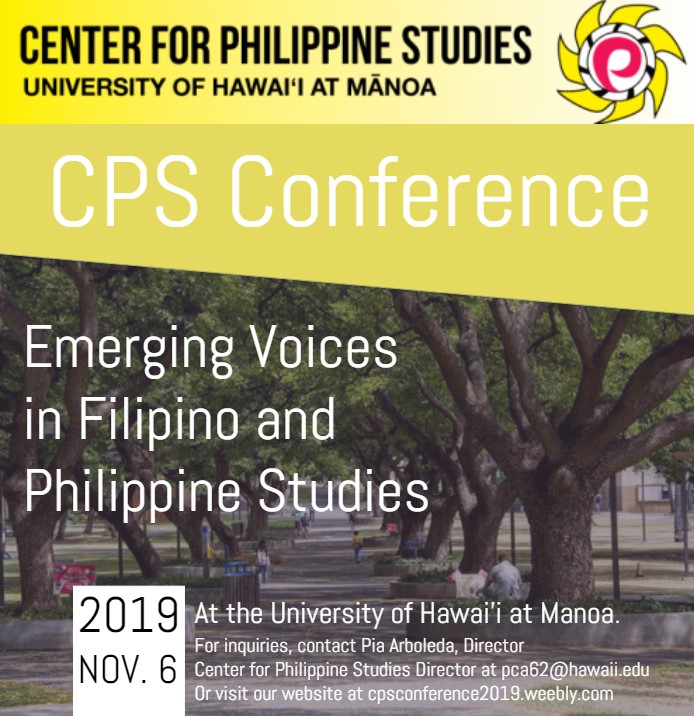 CENTER FOR PHILIPPINE STUDIES
UNIVERSITY OF HAWAIʻI AT MĀNOA
CPS Conference
Emerging Voices
in Filipino and
Philippine Studies
2019
NOV. 6
At the University of Hawai'i at Manoa.
For inquiries, contact Pia Arboleda, Director
Center for Philippine Studies Director at pca62@hawaii.edu
Or visit our website at cpsconference2019.weebly.com